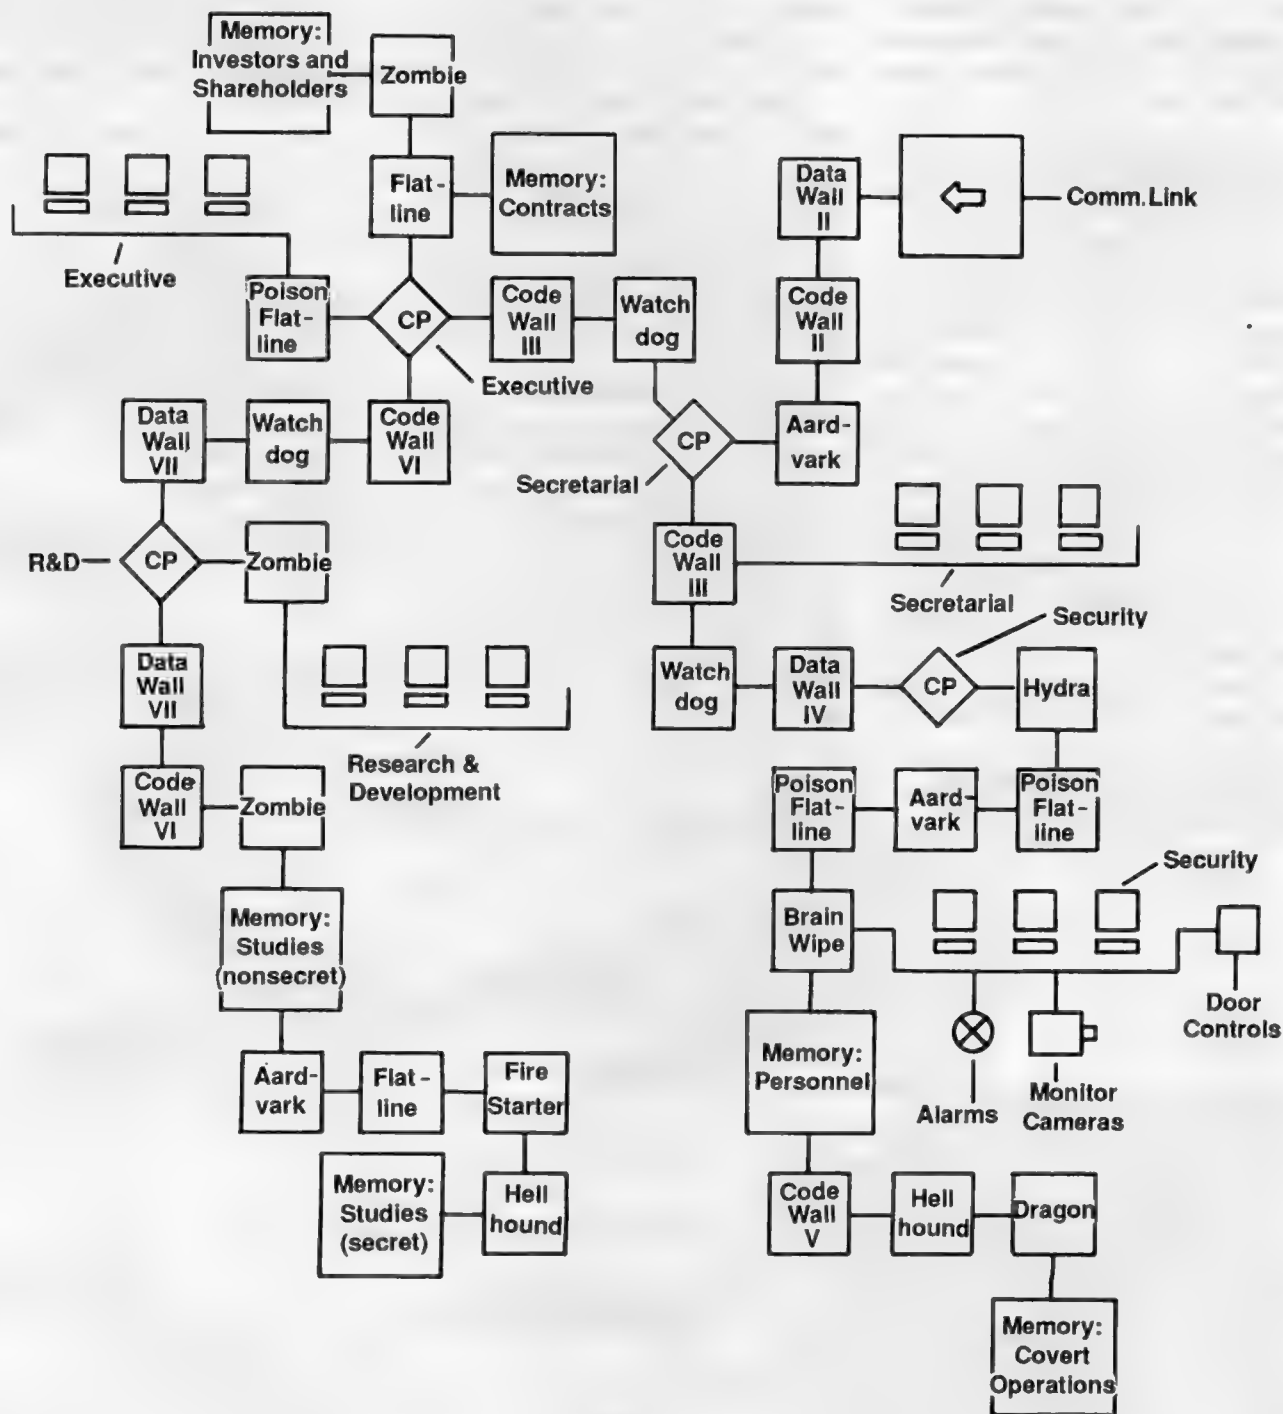 Memory:
Investors and
Shareholders
Zombie
Flat-
line
Memory:
Contracts
Data
Wall
II
Comm.Link
Executive
Poison
Flat-
line
CP
Code
Wall
III
Watch
dog
Code
Wall
II
Executive
Data
Wall
VII
Watch
dog
Code
Wall
VI
CP
Aard-
vark
Secretarial
R&D
CP
Zombie
Code
Wall
III
Secretarial
Security
Data
Wall
VII
Watch
dog
Data
Wall
IV
CP
Hydra
Research &
Development
Code
Wall
VI
Zombie
Poison
Flat-
line
Aard-
vark
Poison
Flat-
line
Security
Memory:
Studies
(nonsecret)
Brain
Wipe
Door
Controls
Memory:
Personnel
Alarms
Monitor
Cameras
Aard-
vark
Flat-
line
Fire
Starter
Memory:
Studies
(secret)
Hell
hound
Code
Wall
V
Hell
hound
Dragon
Memory:
Covert
Operations